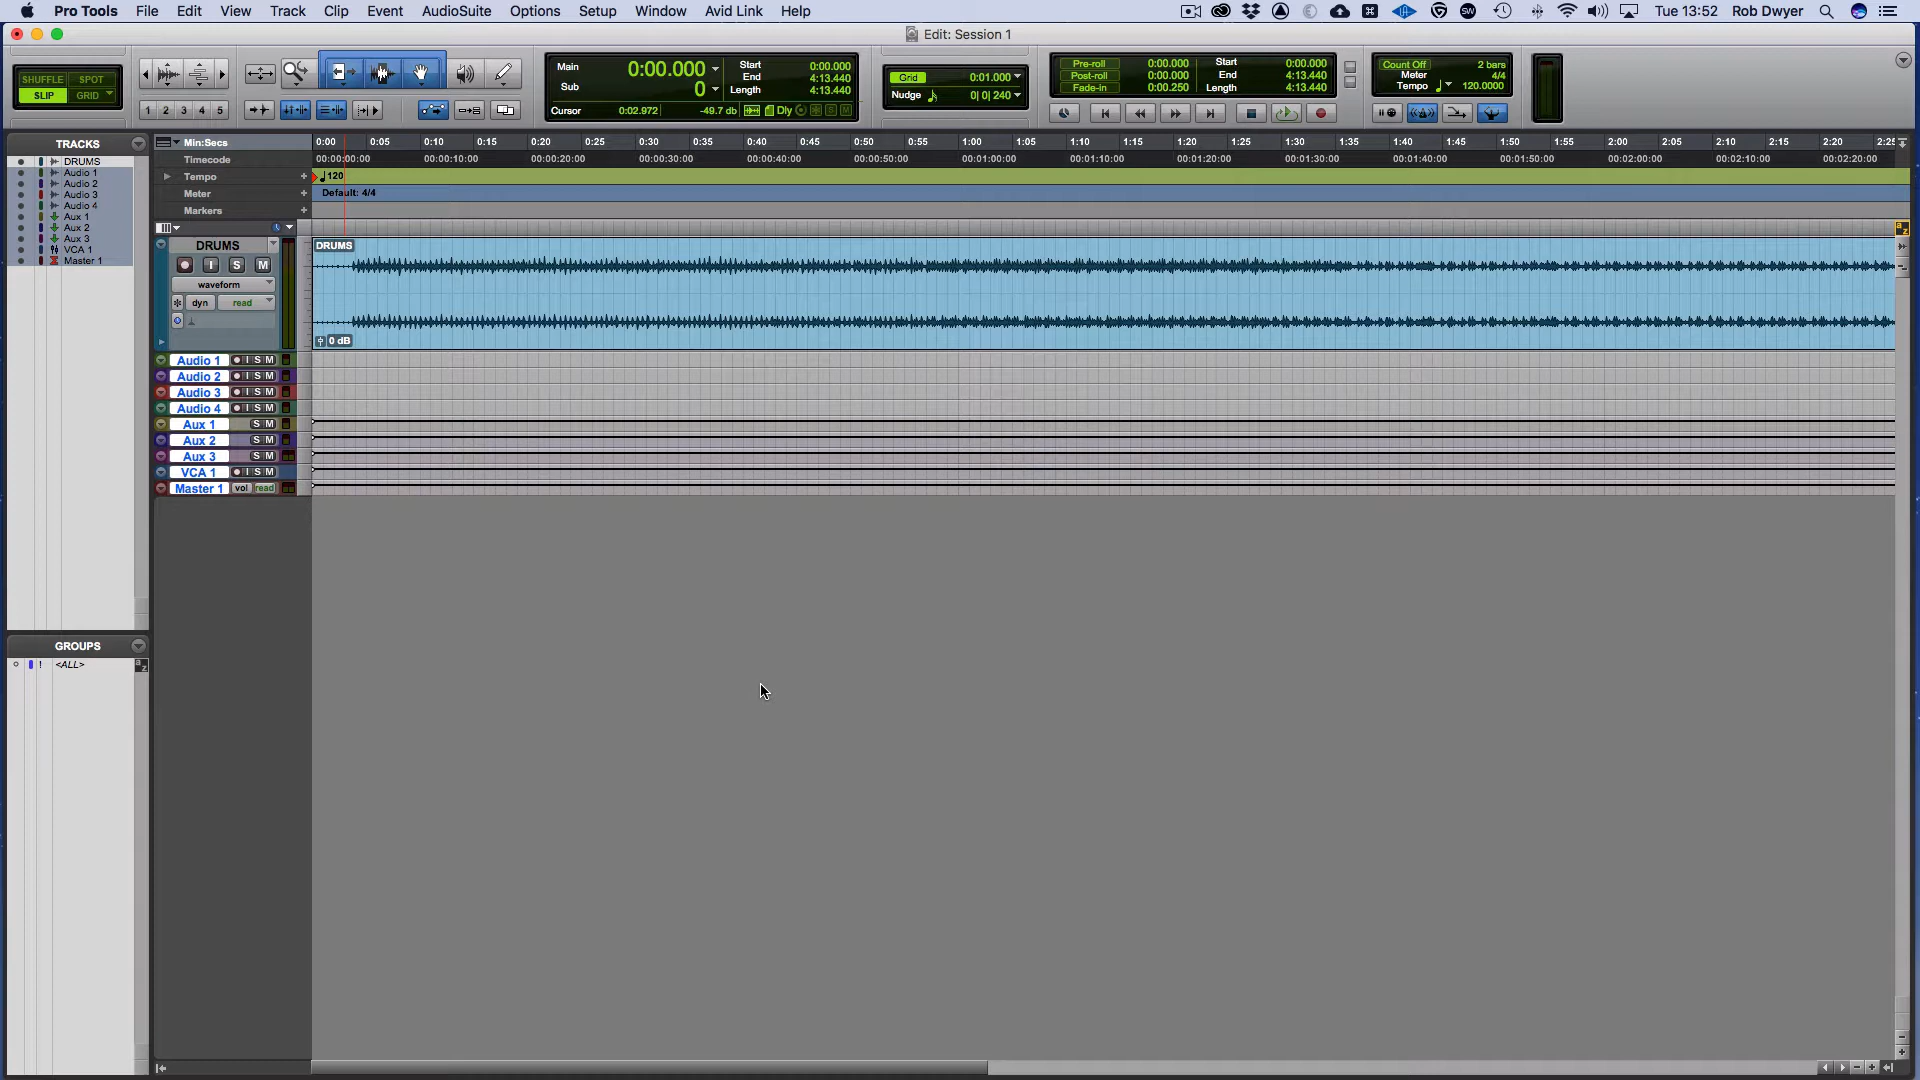 Pro Tools File Edit View Track Clip Event AudioSuite Options Setup Window Avid Link Help Tue 13:52 Rob Dwyer
Edit: Session 1
SHUFFLE SPOT
SLIP GRID
1 2 3 4 5
Main 0:00.000
Sub 0
Start 0:00.000
End 4:13.440
Length 4:13.440
Cursor 0:02.972 -49.7 db Dly S M
Grid 0:01.000
Nudge 0| 0| 240
Pre-roll 0:00.000 Start 0:00.000
Post-roll 0:00.000 End 4:13.440
Fade-in 0:00.250 Length 4:13.440
Count Off 2 bars
Meter 4/4
Tempo 120.0000
TRACKS
DRUMS
Audio 1
Audio 2
Audio 3
Audio 4
Aux 1
Aux 2
Aux 3
VCA 1
Master 1
GROUPS
! <ALL>
a z
Min:Secs 0:00 0:05 0:10 0:15 0:20 0:25 0:30 0:35 0:40 0:45 0:50 0:55 1:00 1:05 1:10 1:15 1:20 1:25 1:30 1:35 1:40 1:45 1:50 1:55 2:00 2:05 2:10 2:15 2:20 2:25
Timecode 00:00:00:00 00:00:10:00 00:00:20:00 00:00:30:00 00:00:40:00 00:00:50:00 00:01:00:00 00:01:10:00 00:01:20:00 00:01:30:00 00:01:40:00 00:01:50:00 00:02:00:00 00:02:10:00 00:02:20:00
Tempo + 120
Meter + Default: 4/4
Markers +
a z
DRUMS
I S M
waveform
dyn read
DRUMS
0 dB
Audio 1 I S M
Audio 2 I S M
Audio 3 I S M
Audio 4 I S M
Aux 1 S M
Aux 2 S M
Aux 3 S M
VCA 1 I S M
Master 1 vol read